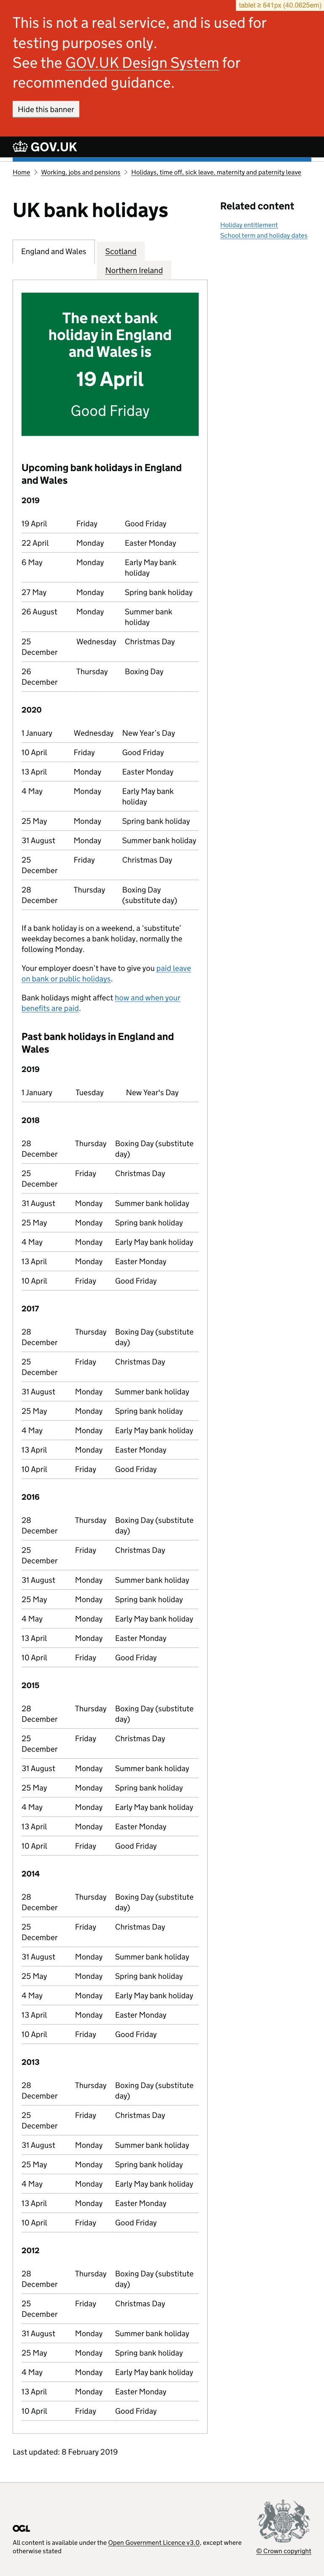 tablet ≥ 641px (40.0625em)
This is not a real service, and is used for
testing purposes only.
See the GOV.UK Design System for
recommended guidance.
Hide this banner
GOV.UK
Home > Working, jobs and pensions > Holidays, time off, sick leave, maternity and paternity leave
UK bank holidays
England and Wales
Scotland
Northern Ireland
The next bank
holiday in England
and Wales is
19 April
Good Friday
Upcoming bank holidays in England
and Wales
2019
19 April Friday Good Friday
22 April Monday Easter Monday
6 May Monday Early May bank
holiday
27 May Monday Spring bank holiday
26 August Monday Summer bank
holiday
25 Wednesday Christmas Day
December
26 Thursday Boxing Day
December
2020
1 January Wednesday New Year’s Day
10 April Friday Good Friday
13 April Monday Easter Monday
4 May Monday Early May bank
holiday
25 May Monday Spring bank holiday
31 August Monday Summer bank holiday
25 Friday Christmas Day
December
28 Thursday Boxing Day
December (substitute day)
If a bank holiday is on a weekend, a ‘substitute’
weekday becomes a bank holiday, normally the
following Monday.
Your employer doesn’t have to give you paid leave
on bank or public holidays.
Bank holidays might affect how and when your
benefits are paid.
Past bank holidays in England and
Wales
2019
1 January Tuesday New Year's Day
2018
28 Thursday Boxing Day (substitute
December day)
25 Friday Christmas Day
December
31 August Monday Summer bank holiday
25 May Monday Spring bank holiday
4 May Monday Early May bank holiday
13 April Monday Easter Monday
10 April Friday Good Friday
2017
28 Thursday Boxing Day (substitute
December day)
25 Friday Christmas Day
December
31 August Monday Summer bank holiday
25 May Monday Spring bank holiday
4 May Monday Early May bank holiday
13 April Monday Easter Monday
10 April Friday Good Friday
2016
28 Thursday Boxing Day (substitute
December day)
25 Friday Christmas Day
December
31 August Monday Summer bank holiday
25 May Monday Spring bank holiday
4 May Monday Early May bank holiday
13 April Monday Easter Monday
10 April Friday Good Friday
2015
28 Thursday Boxing Day (substitute
December day)
25 Friday Christmas Day
December
31 August Monday Summer bank holiday
25 May Monday Spring bank holiday
4 May Monday Early May bank holiday
13 April Monday Easter Monday
10 April Friday Good Friday
2014
28 Thursday Boxing Day (substitute
December day)
25 Friday Christmas Day
December
31 August Monday Summer bank holiday
25 May Monday Spring bank holiday
4 May Monday Early May bank holiday
13 April Monday Easter Monday
10 April Friday Good Friday
2013
28 Thursday Boxing Day (substitute
December day)
25 Friday Christmas Day
December
31 August Monday Summer bank holiday
25 May Monday Spring bank holiday
4 May Monday Early May bank holiday
13 April Monday Easter Monday
10 April Friday Good Friday
2012
28 Thursday Boxing Day (substitute
December day)
25 Friday Christmas Day
December
31 August Monday Summer bank holiday
25 May Monday Spring bank holiday
4 May Monday Early May bank holiday
13 April Monday Easter Monday
10 April Friday Good Friday
Last updated: 8 February 2019
Related content
Holiday entitlement
School term and holiday dates
OGL
All content is available under the Open Government Licence v3.0, except where
otherwise stated
© Crown copyright